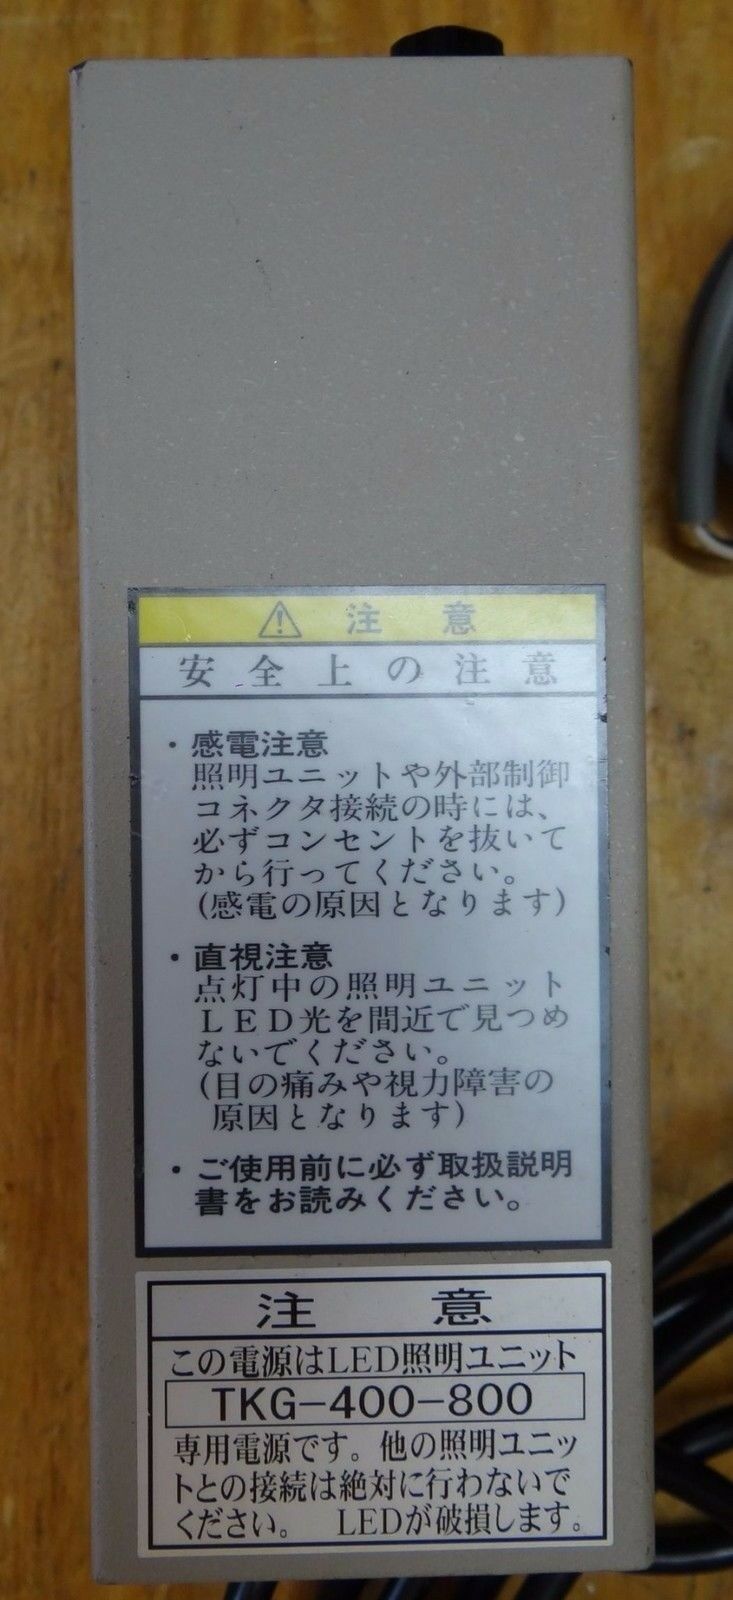 注意
安全上の注意
・感電注意
照明ユニットや外部制御
コネクタ接続の時には、
必ずコンセントを抜いて
から行ってください。
(感電の原因となります)
・直視注意
点灯中の照明ユニット
LED光を間近で見つめ
ないでください。
(目の痛みや視力障害の
原因となります)
・ご使用前に必ず取扱説明
書をお読みください。
注意
この電源はLED照明ユニット
TKG-400-800
専用電源です。他の照明ユニッ
トとの接続は絶対に行わないで
ください。 LEDが破損します。